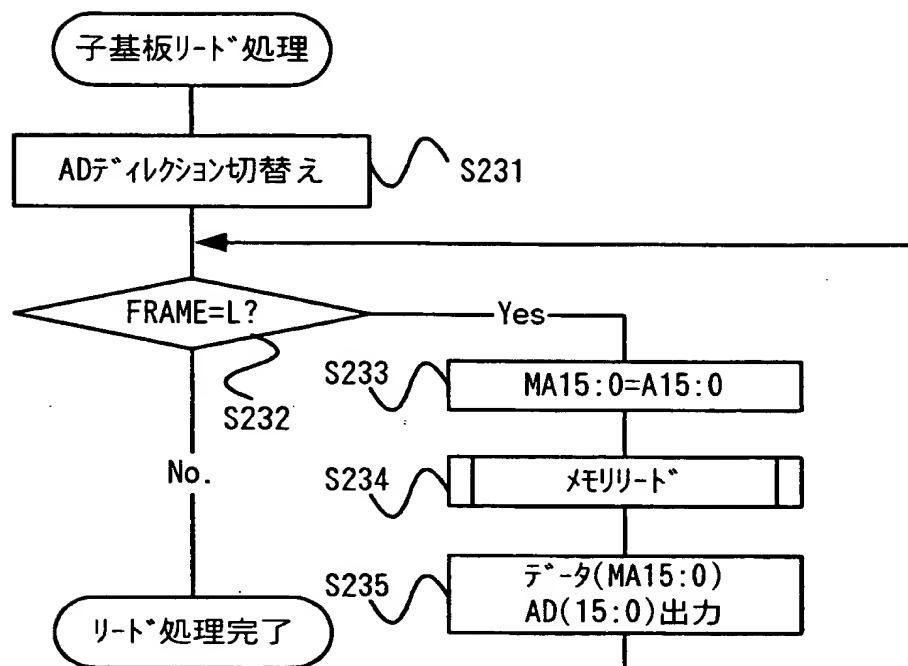 子基板ﾘｰﾄﾞ処理
ADﾃﾞｨﾚｸｼｮﾝ切替え
S231
FRAME=L?
S232
Yes
No.
S233
MA15:0=A15:0
S234
ﾒﾓﾘﾘｰﾄﾞ
S235
ﾃﾞｰﾀ(MA15:0)
AD(15:0)出力
ﾘｰﾄﾞ処理完了